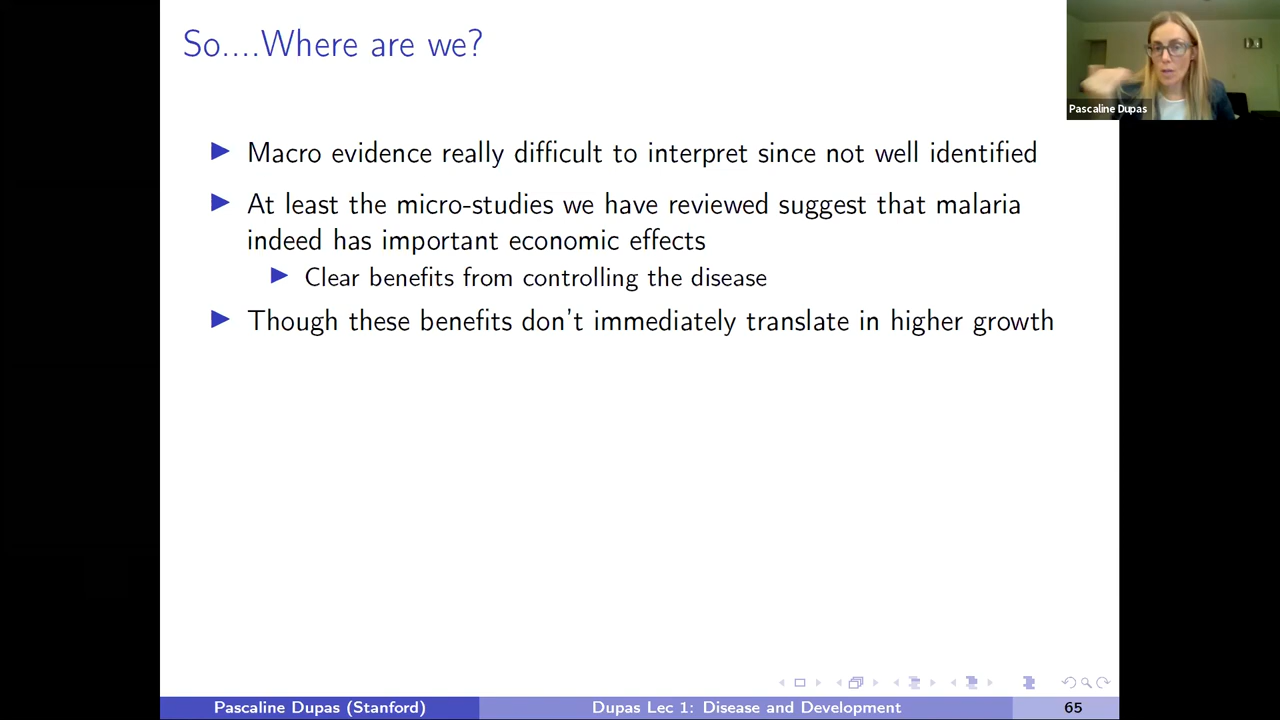 So....Where are we?
Pascaline Dupas
Macro evidence really difficult to interpret since not well identified
At least the micro-studies we have reviewed suggest that malaria
indeed has important economic effects
Clear benefits from controlling the disease
Though these benefits don't immediately translate in higher growth
Pascaline Dupas (Stanford)
Dupas Lec 1: Disease and Development
65